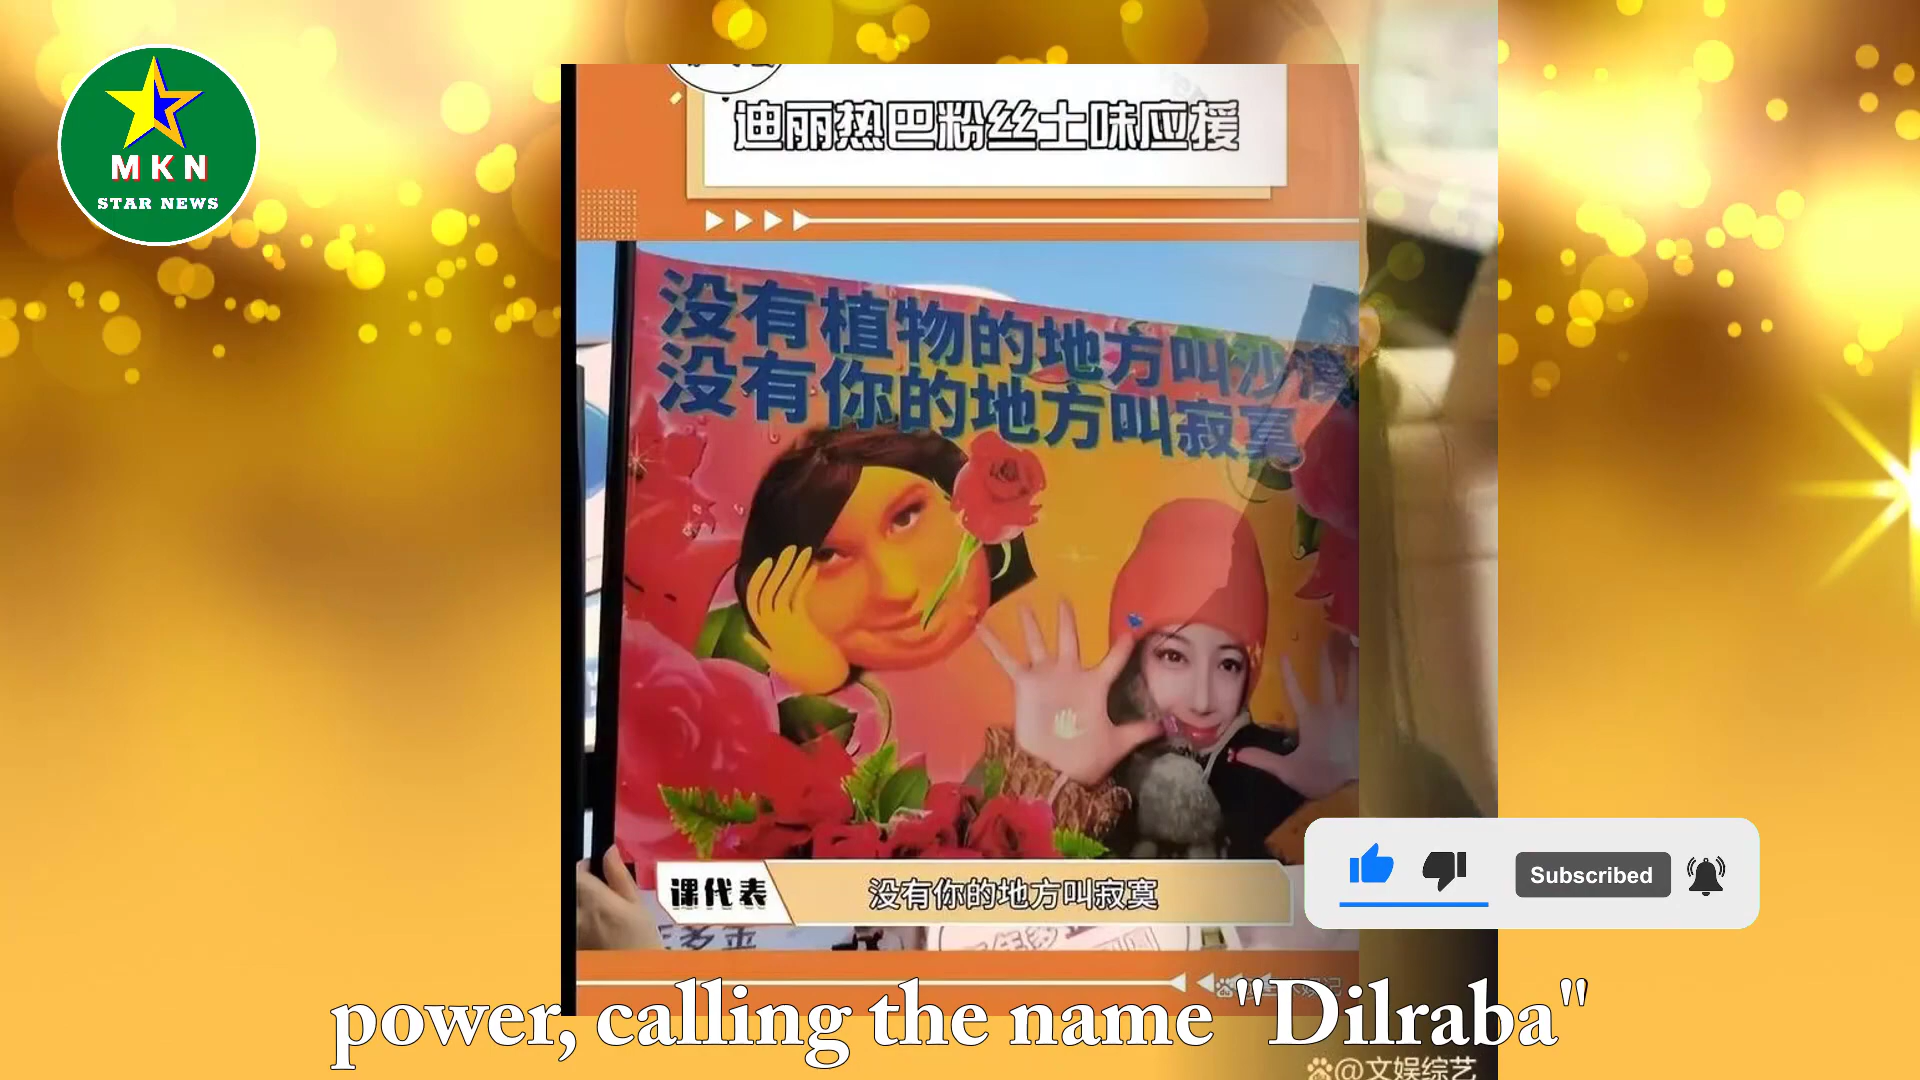 MKN
STAR NEWS
迪丽热巴粉丝土味应援
没有植物的地方叫沙漠
没有你的地方叫寂寞
课代表
没有你的地方叫寂寞
Subscribed
power, calling the name "Dilraba"
@文娱综艺